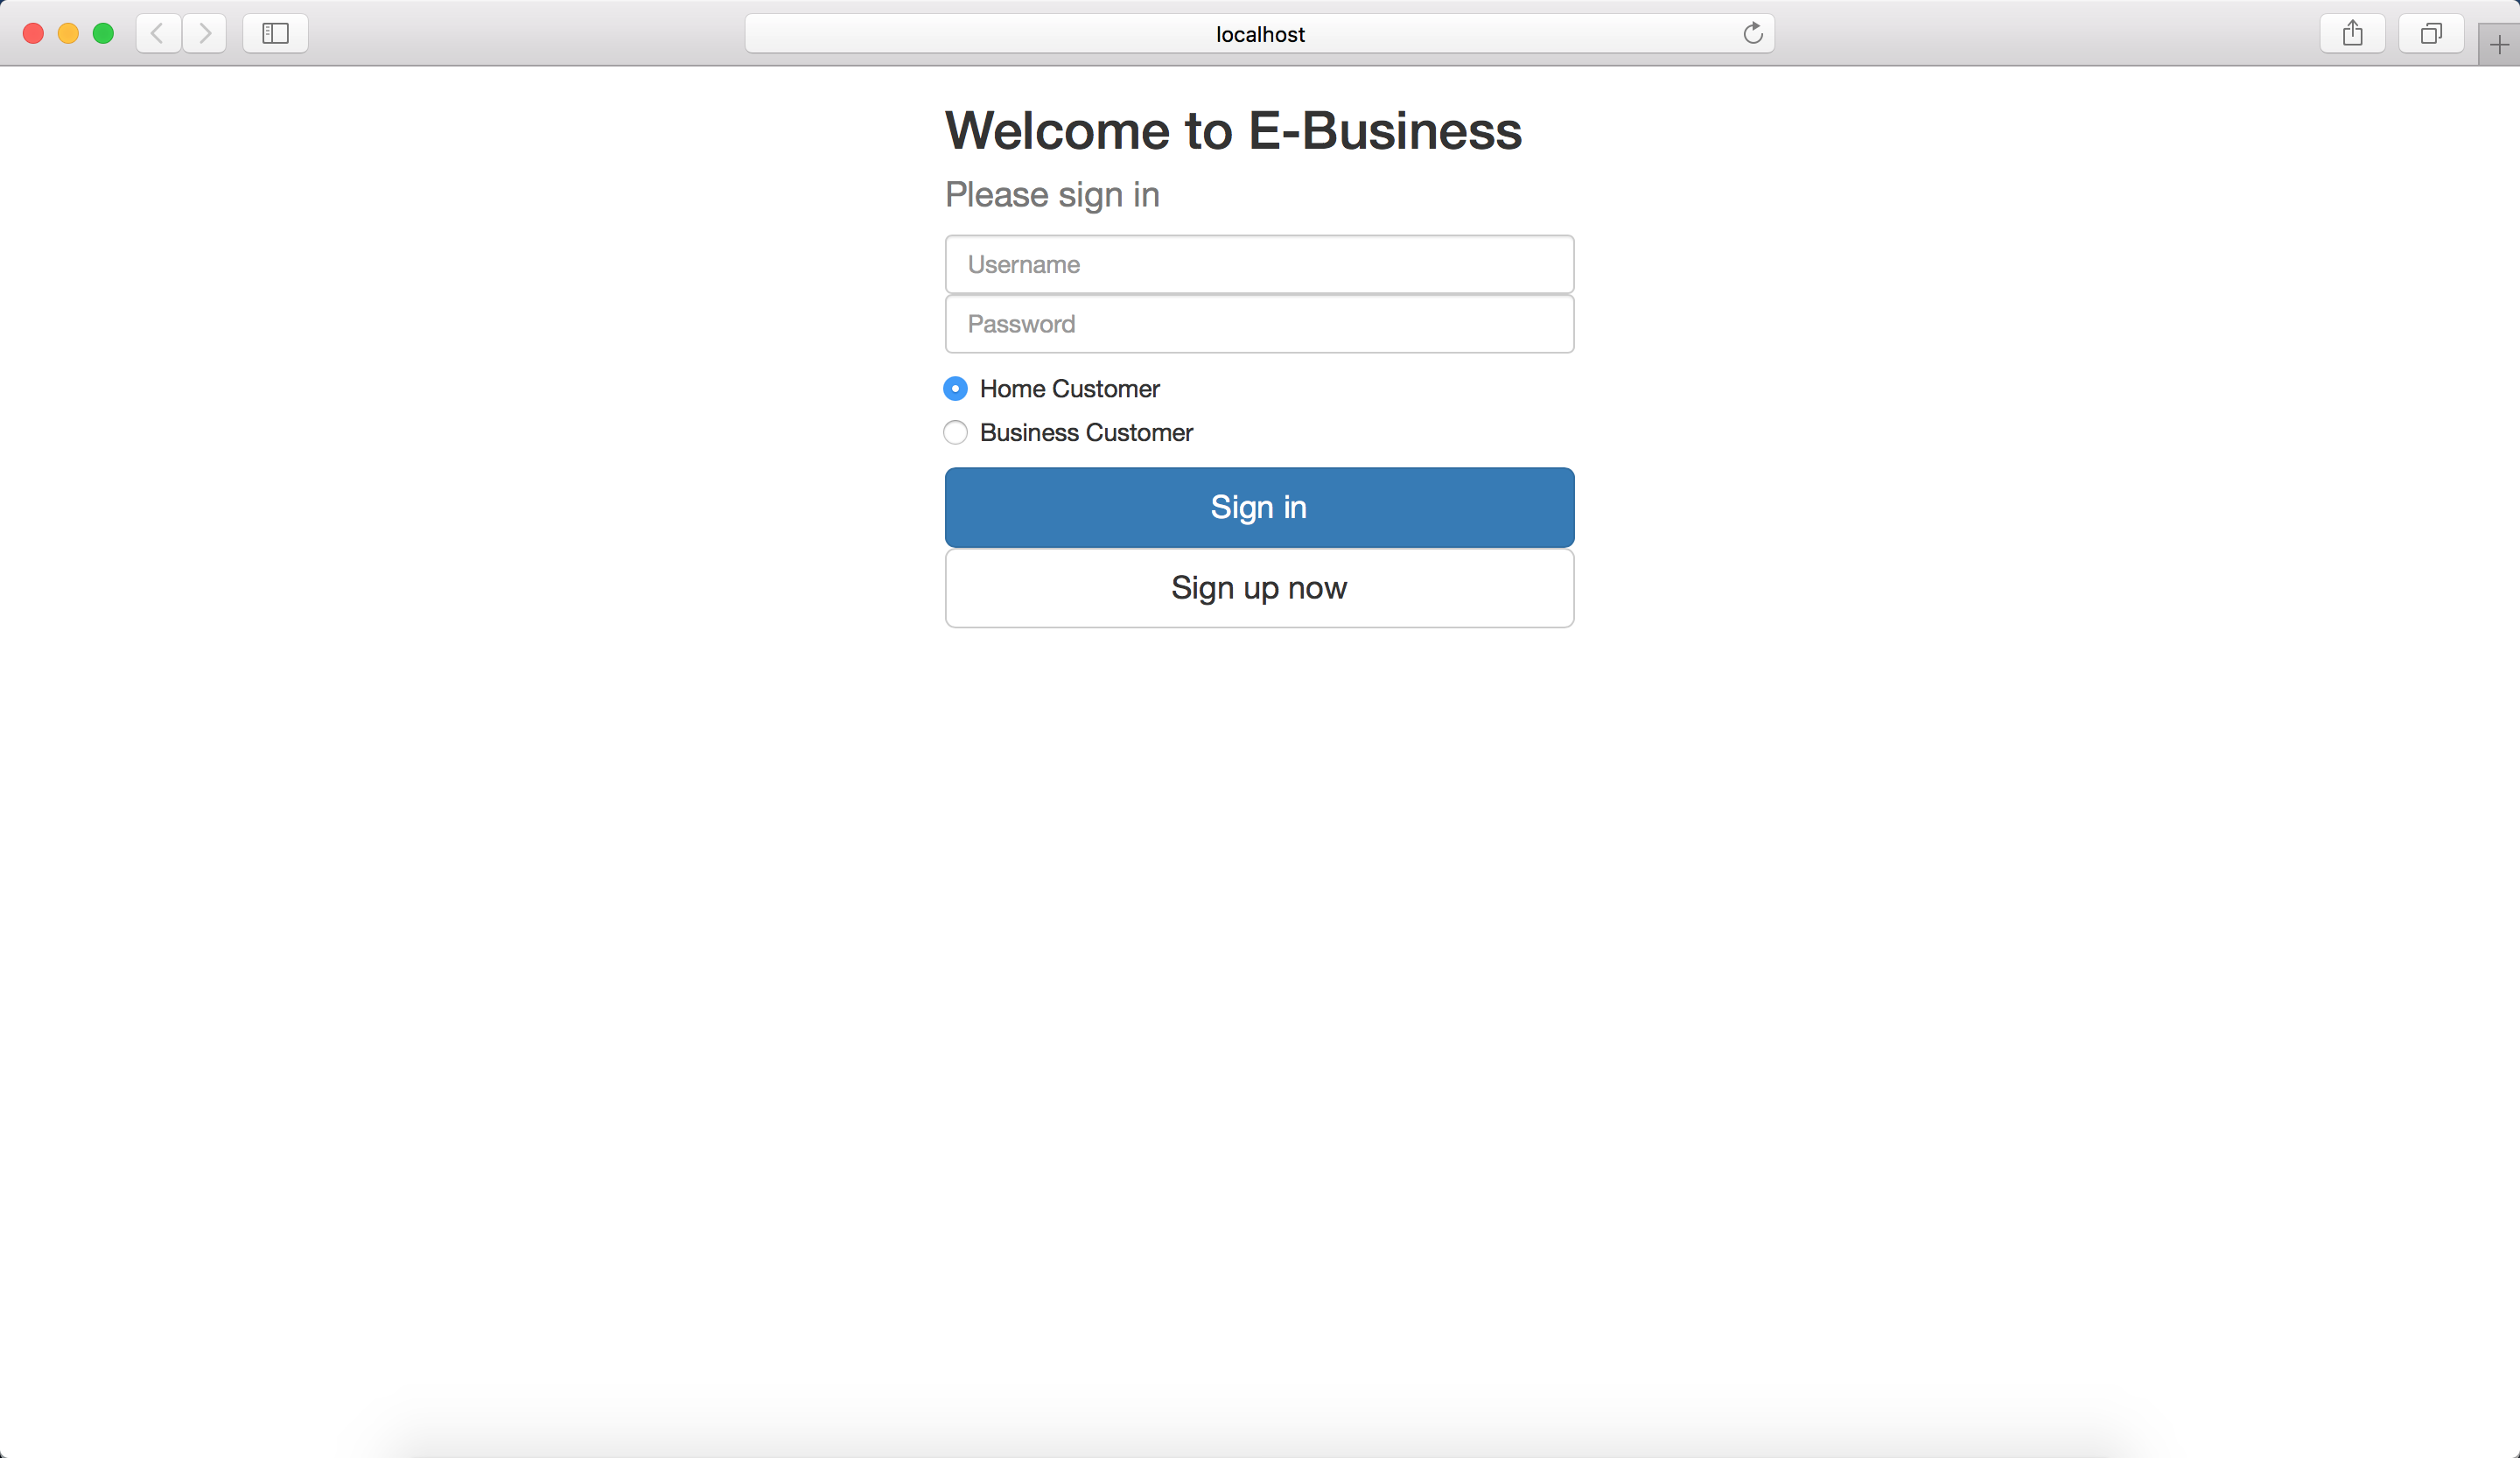 localhost
Welcome to E-Business
Please sign in
Username
Password
Home Customer
Business Customer
Sign in
Sign up now